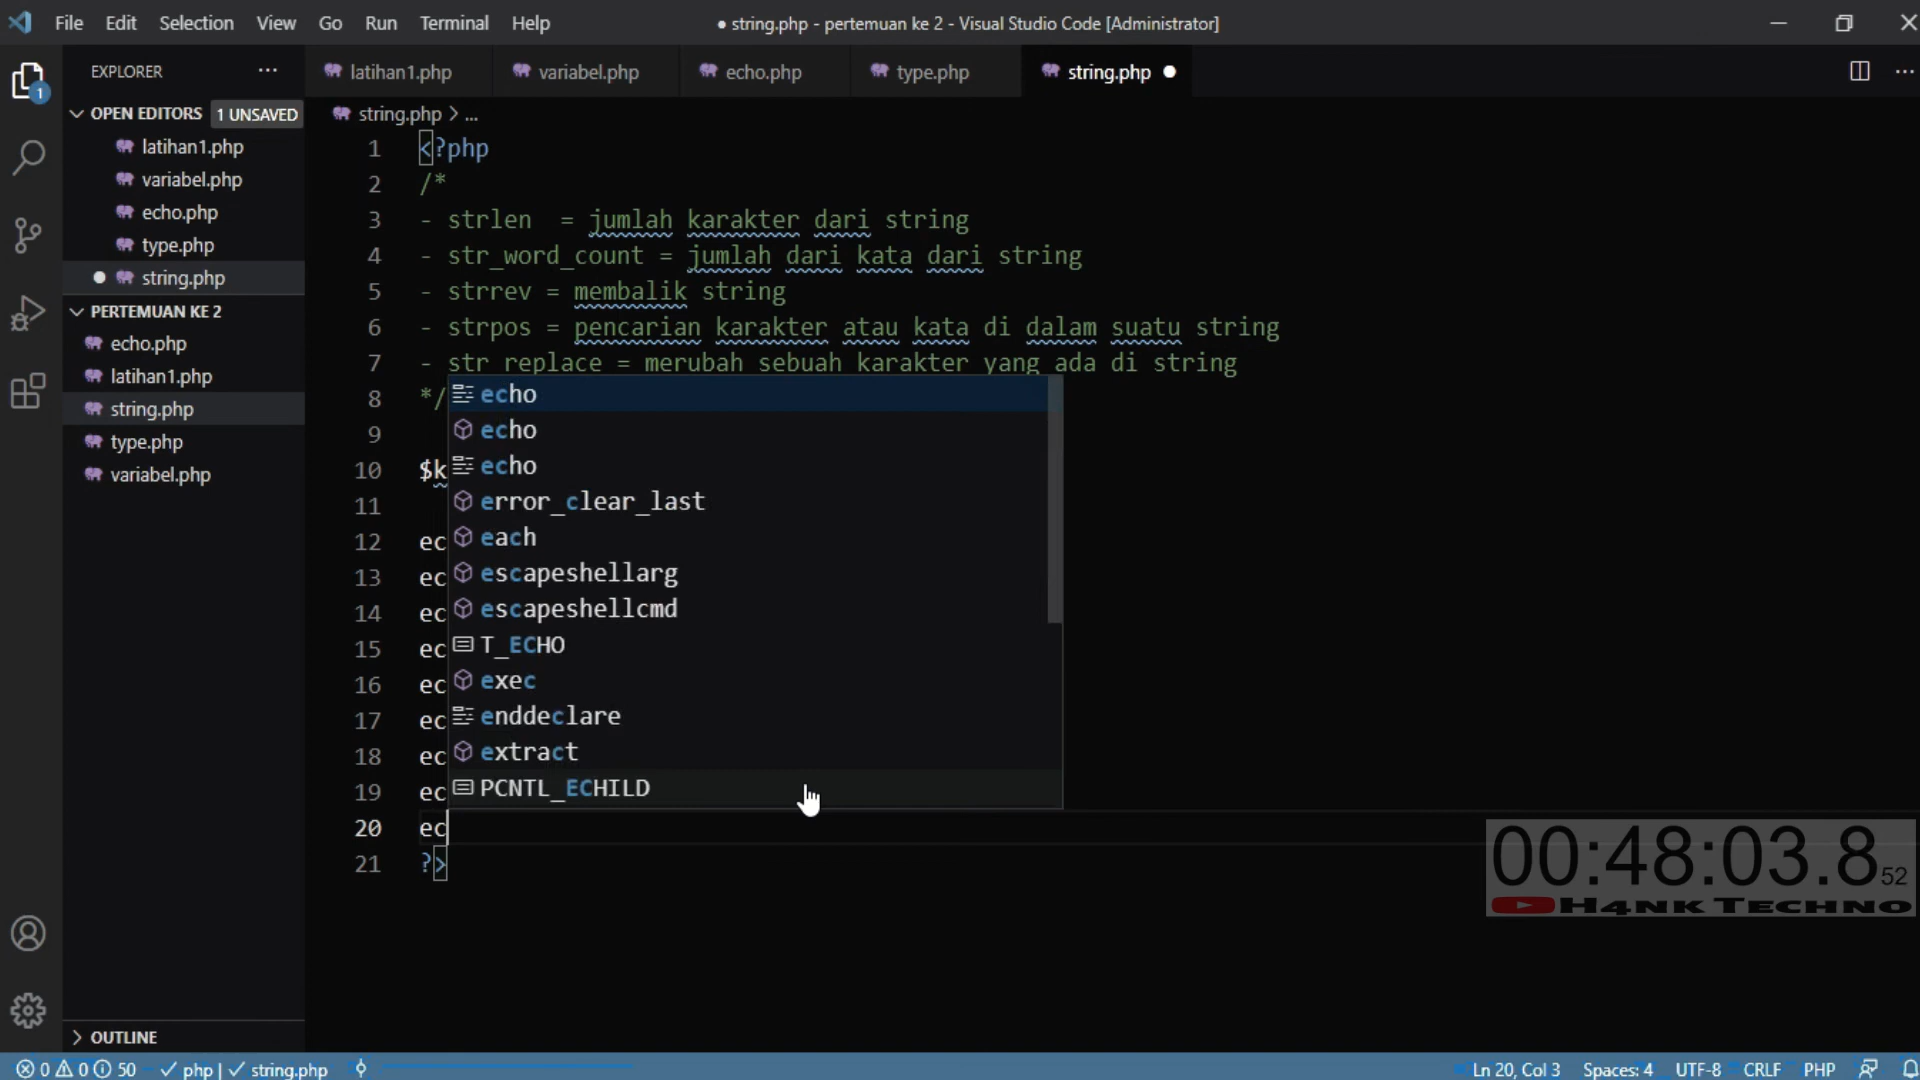 File Edit Selection View Go Run Terminal Help
● string.php - pertemuan ke 2 - Visual Studio Code [Administrator]
EXPLORER
latihan1.php variabel.php echo.php type.php string.php
OPEN EDITORS 1 UNSAVED
latihan1.php
variabel.php
echo.php
type.php
string.php
PERTEMUAN KE 2
echo.php
latihan1.php
string.php
type.php
variabel.php
OUTLINE
string.php > ...
1 <?php
2 /*
3 - strlen = jumlah karakter dari string
4 - str_word_count = jumlah dari kata dari string
5 - strrev = membalik string
6 - strpos = pencarian karakter atau kata di dalam suatu string
7 - str replace = merubah sebuah karakter yang ada di string
8 */
9
10 $k
11
12 ec
13 ec
14 ec
15 ec
16 ec
17 ec
18 ec
19 ec
20 ec
21 ?>
echo
echo
echo
error_clear_last
each
escapeshellarg
escapeshellcmd
T_ECHO
exec
enddeclare
extract
PCNTL_ECHILD
00:48:03.8 52
H4NK TECHNO
1
0 0 50 php | string.php
Ln 20, Col 3 Spaces: 4 UTF-8 CRLF PHP